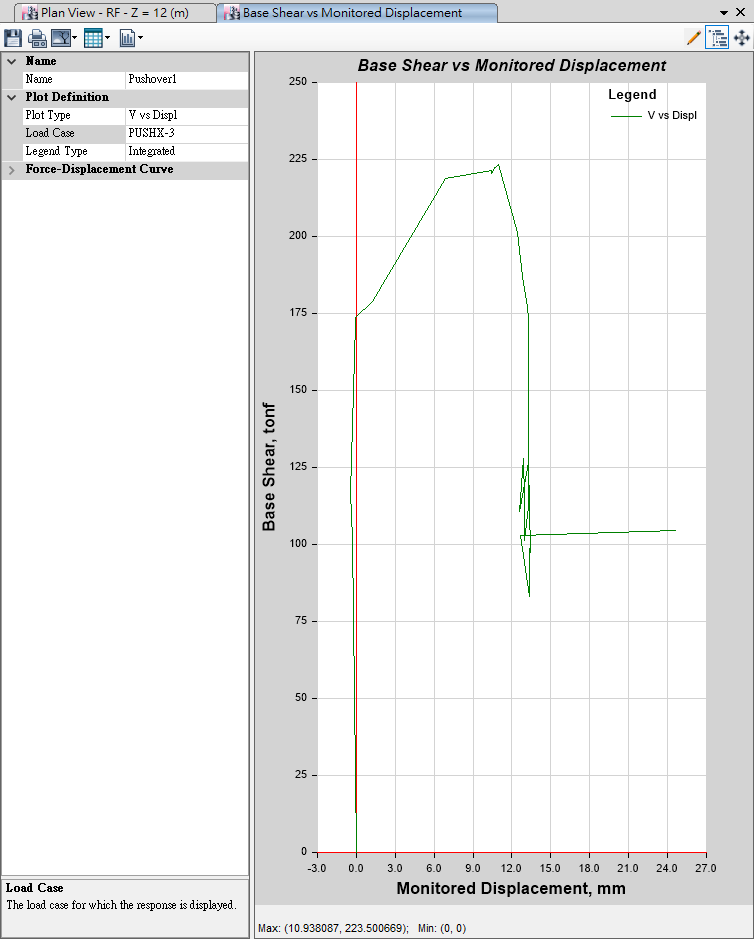 Plan View - RF - Z = 12 (m)
Base Shear vs Monitored Displacement
Name
Name Pushover1
Plot Definition
Plot Type V vs Displ
Load Case PUSHX-3
Legend Type Integrated
Force-Displacement Curve
Load Case
The load case for which the response is displayed.
Base Shear vs Monitored Displacement
Legend
V vs Displ
250
225
200
175
150
125
100
75
50
25
0
Base Shear, tonf
-3.0 0.0 3.0 6.0 9.0 12.0 15.0 18.0 21.0 24.0 27.0
Monitored Displacement, mm
Max: (10.938087, 223.500669); Min: (0, 0)